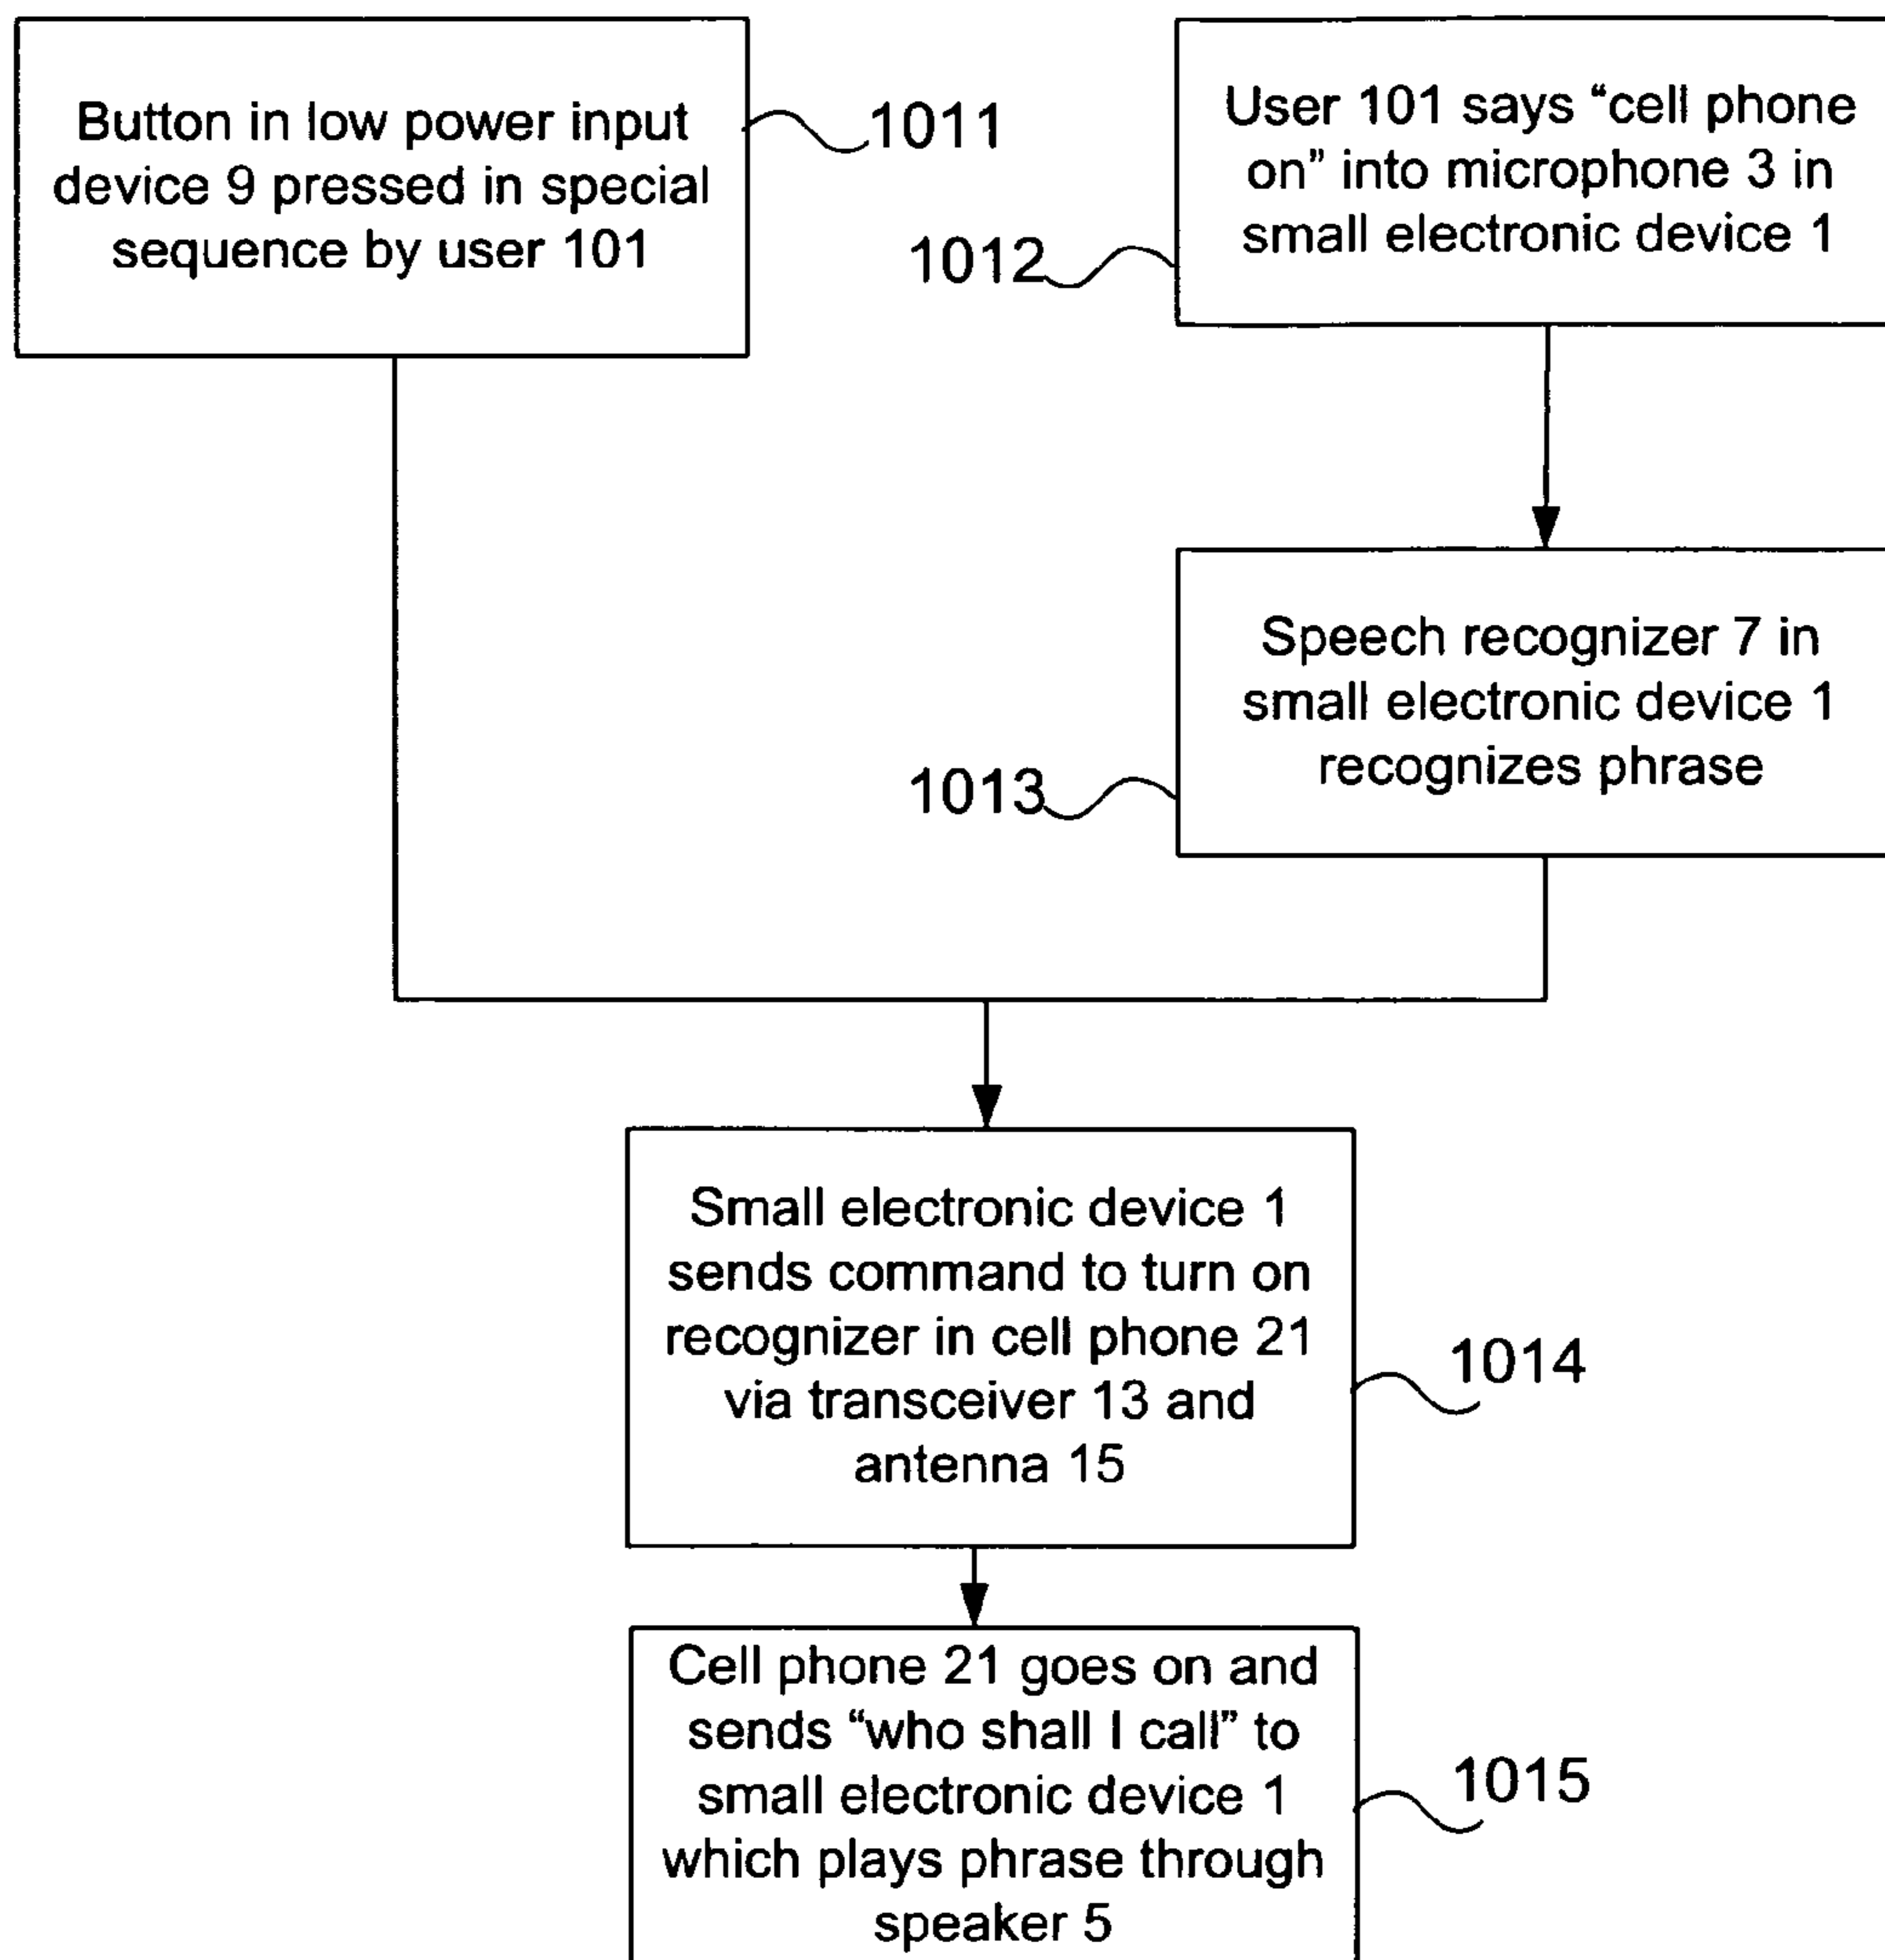 Button in low power input
device 9 pressed in special
sequence by user 101
1011
User 101 says “cell phone
on” into microphone 3 in
small electronic device 1
1012
Speech recognizer 7 in
small electronic device 1
recognizes phrase
1013
Small electronic device 1
sends command to turn on
recognizer in cell phone 21
via transceiver 13 and
antenna 15
1014
Cell phone 21 goes on and
sends “who shall I call” to
small electronic device 1
which plays phrase through
speaker 5
1015